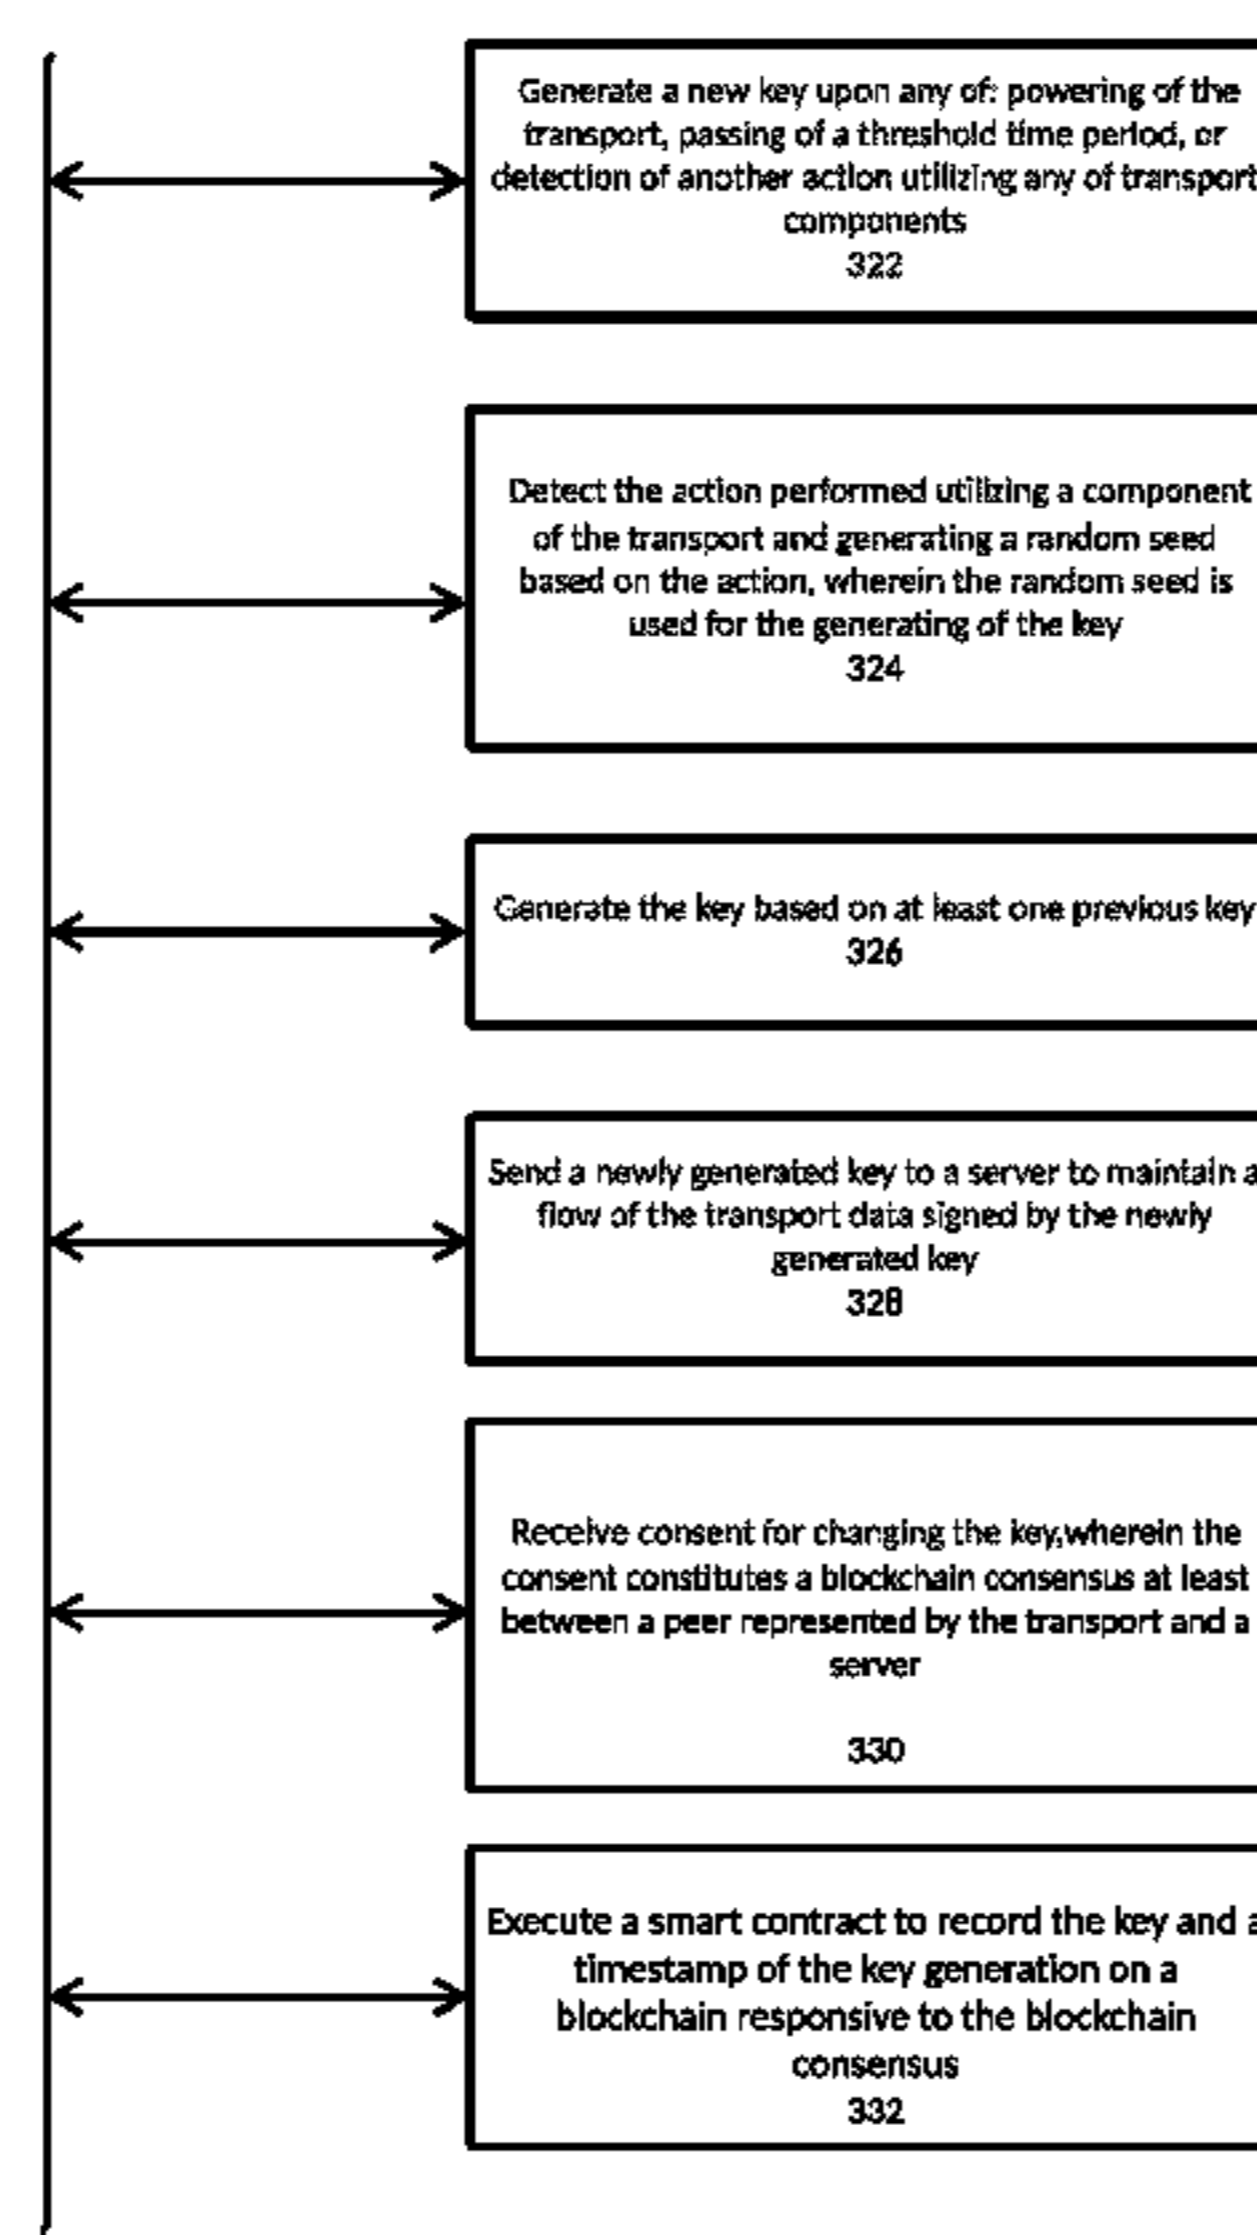 Generate a new key upon any of: powering of the
transport, passing of a threshold time period, or
detection of another action utilizing any of transport
components
322
Detect the action performed utilizing a component
of the transport and generating a random seed
based on the action, wherein the random seed is
used for the generating of the key
324
Generate the key based on at least one previous key
326
Send a newly generated key to a server to maintain a
flow of the transport data signed by the newly
generated key
328
Receive consent for changing the key,wherein the
consent constitutes a blockchain consensus at least
between a peer represented by the transport and a
server
330
Execute a smart contract to record the key and a
timestamp of the key generation on a
blockchain responsive to the blockchain
consensus
332